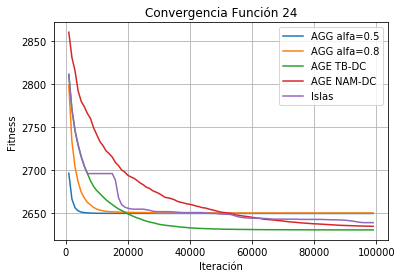 Convergencia Función 24
Fitness
2850
2800
2750
2700
2650
AGG alfa=0.5
AGG alfa=0.8
AGE TB-DC
AGE NAM-DC
Islas
0
20000
40000
60000
80000
100000
Iteración